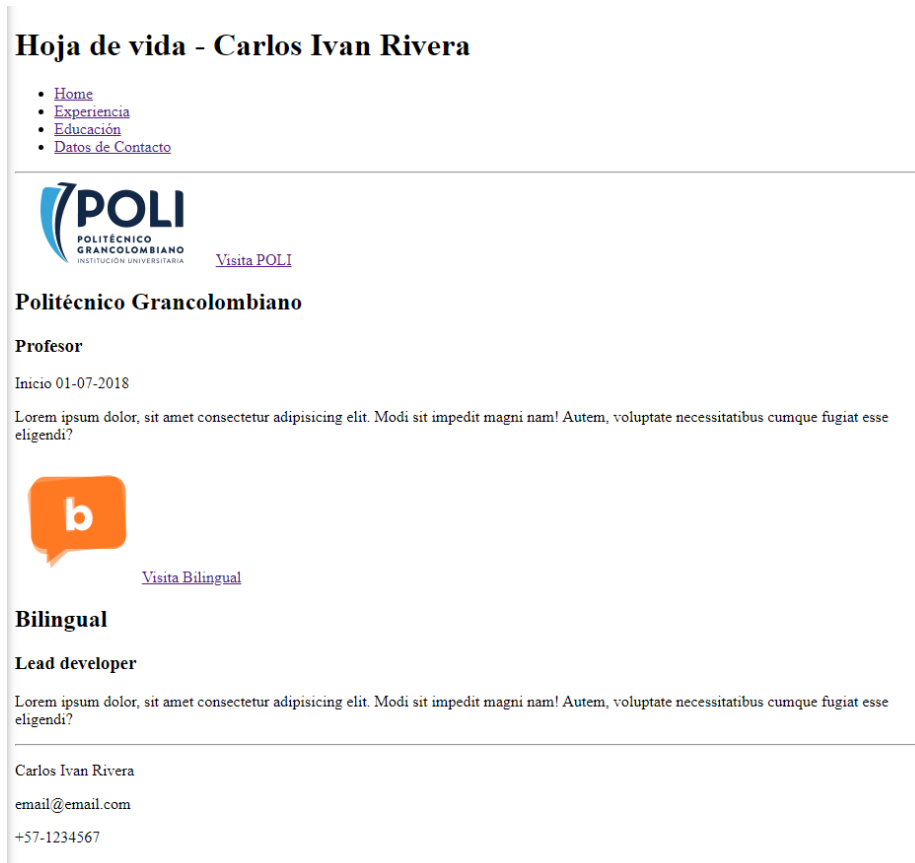 Hoja de vida - Carlos Ivan Rivera
Home
Experiencia
Educación
Datos de Contacto
POLI
POLITÉCNICO
GRANCOLOMBIANO
INSTITUCIÓN UNIVERSITARIA
Visita POLI
Politécnico Grancolombiano
Profesor
Inicio 01-07-2018
Lorem ipsum dolor, sit amet consectetur adipisicing elit. Modi sit impedit magni nam! Autem, voluptate necessitatibus cumque fugiat esse
eligendi?
b
Visita Bilingual
Bilingual
Lead developer
Lorem ipsum dolor, sit amet consectetur adipisicing elit. Modi sit impedit magni nam! Autem, voluptate necessitatibus cumque fugiat esse
eligendi?
Carlos Ivan Rivera
email@email.com
+57-1234567